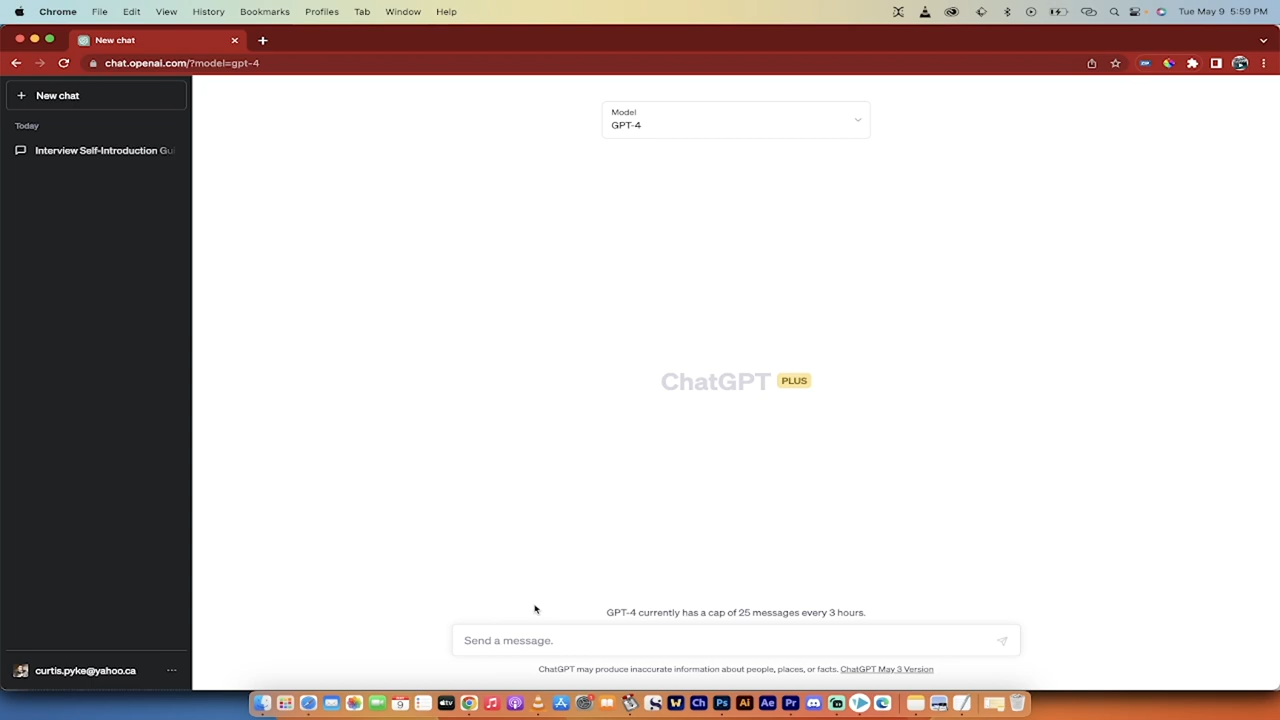 Chrome File Edit View History Bookmarks Profiles Tab Window Help Tue May 9 5:59 PM
New chat
chat.openai.com/?model=gpt-4
New chat
Today
Interview Self-Introduction Gui
Model
GPT-4
ChatGPT PLUS
GPT-4 currently has a cap of 25 messages every 3 hours.
Send a message.
ChatGPT may produce inaccurate information about people, places, or facts. ChatGPT May 3 Version
curtis.pyke@yahoo.ca